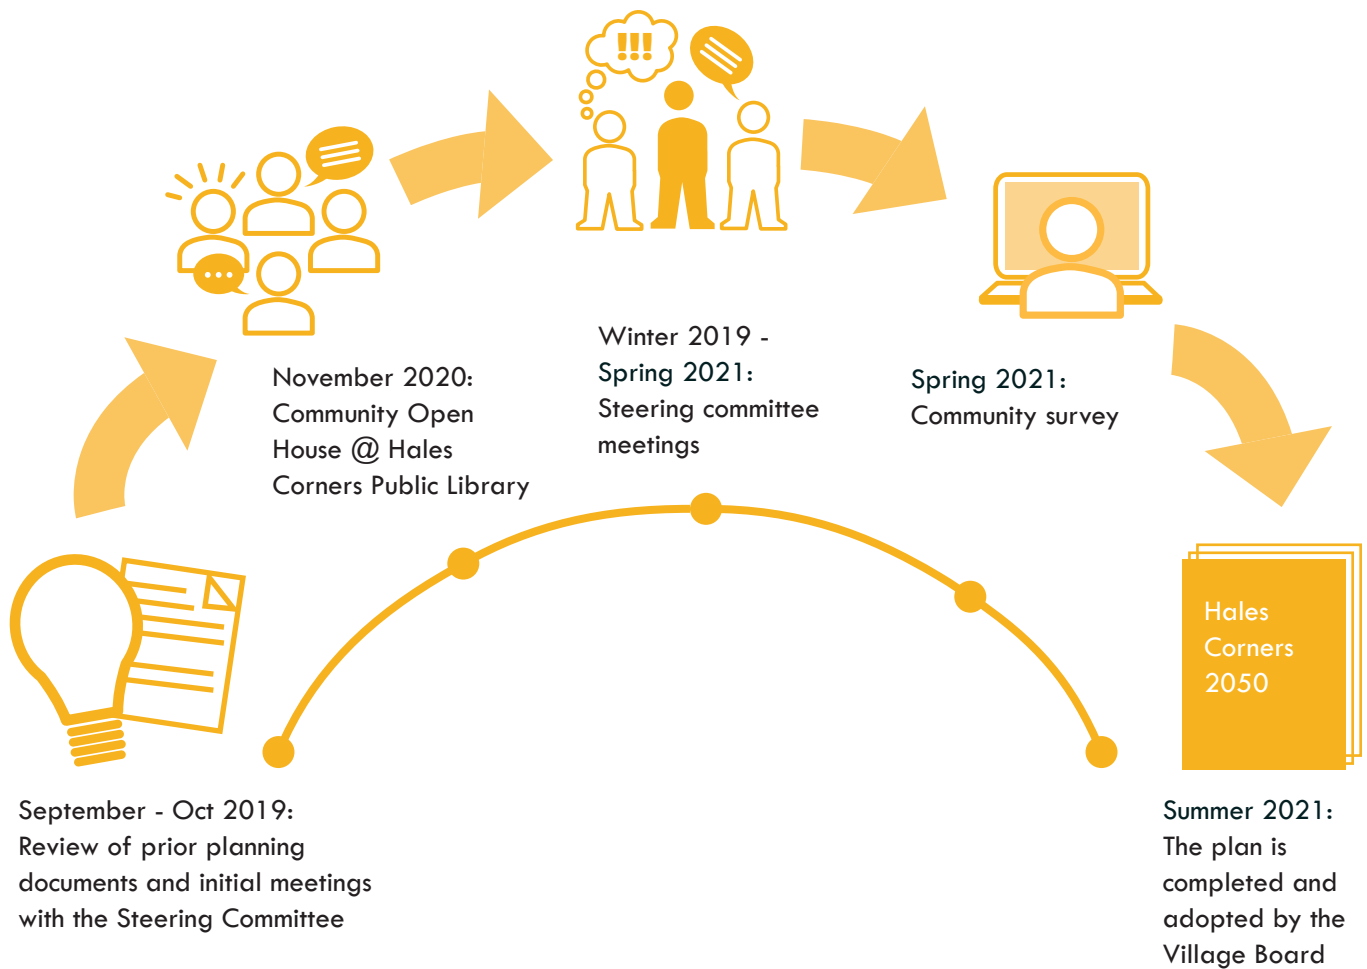 !!!
November 2020:
Community Open
House @ Hales
Corners Public Library
Winter 2019 -
Spring 2021:
Steering committee
meetings
Spring 2021:
Community survey
Hales
Corners
2050
September - Oct 2019:
Review of prior planning
documents and initial meetings
with the Steering Committee
Summer 2021:
The plan is
completed and
adopted by the
Village Board